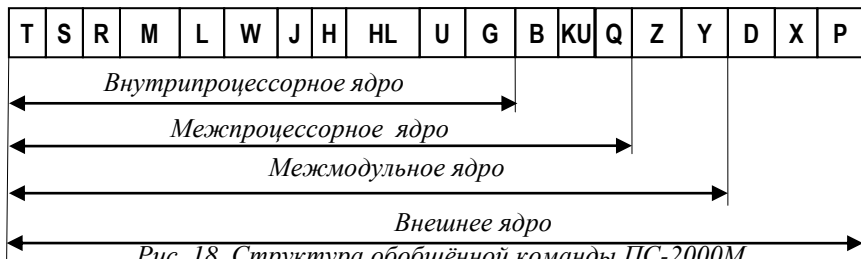 T S R M L W J H HL U G B KU Q Z Y D X P
Внутрипроцессорное ядро
Межпроцессорное ядро
Межмодульное ядро
Внешнее ядро
Рис. 18. Структура обобщённой команды ПС-2000М